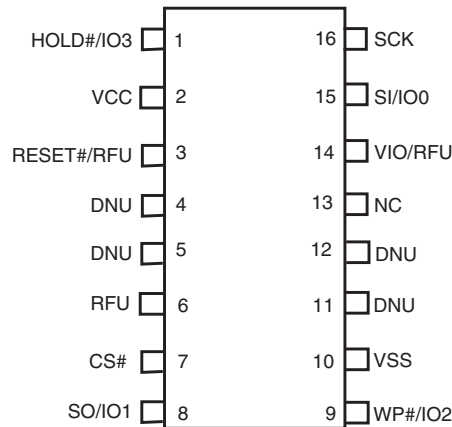 HOLD#/IO3 1 16 SCK
VCC 2 15 SI/IO0
RESET#/RFU 3 14 VIO/RFU
DNU 4 13 NC
DNU 5 12 DNU
RFU 6 11 DNU
CS# 7 10 VSS
SO/IO1 8 9 WP#/IO2